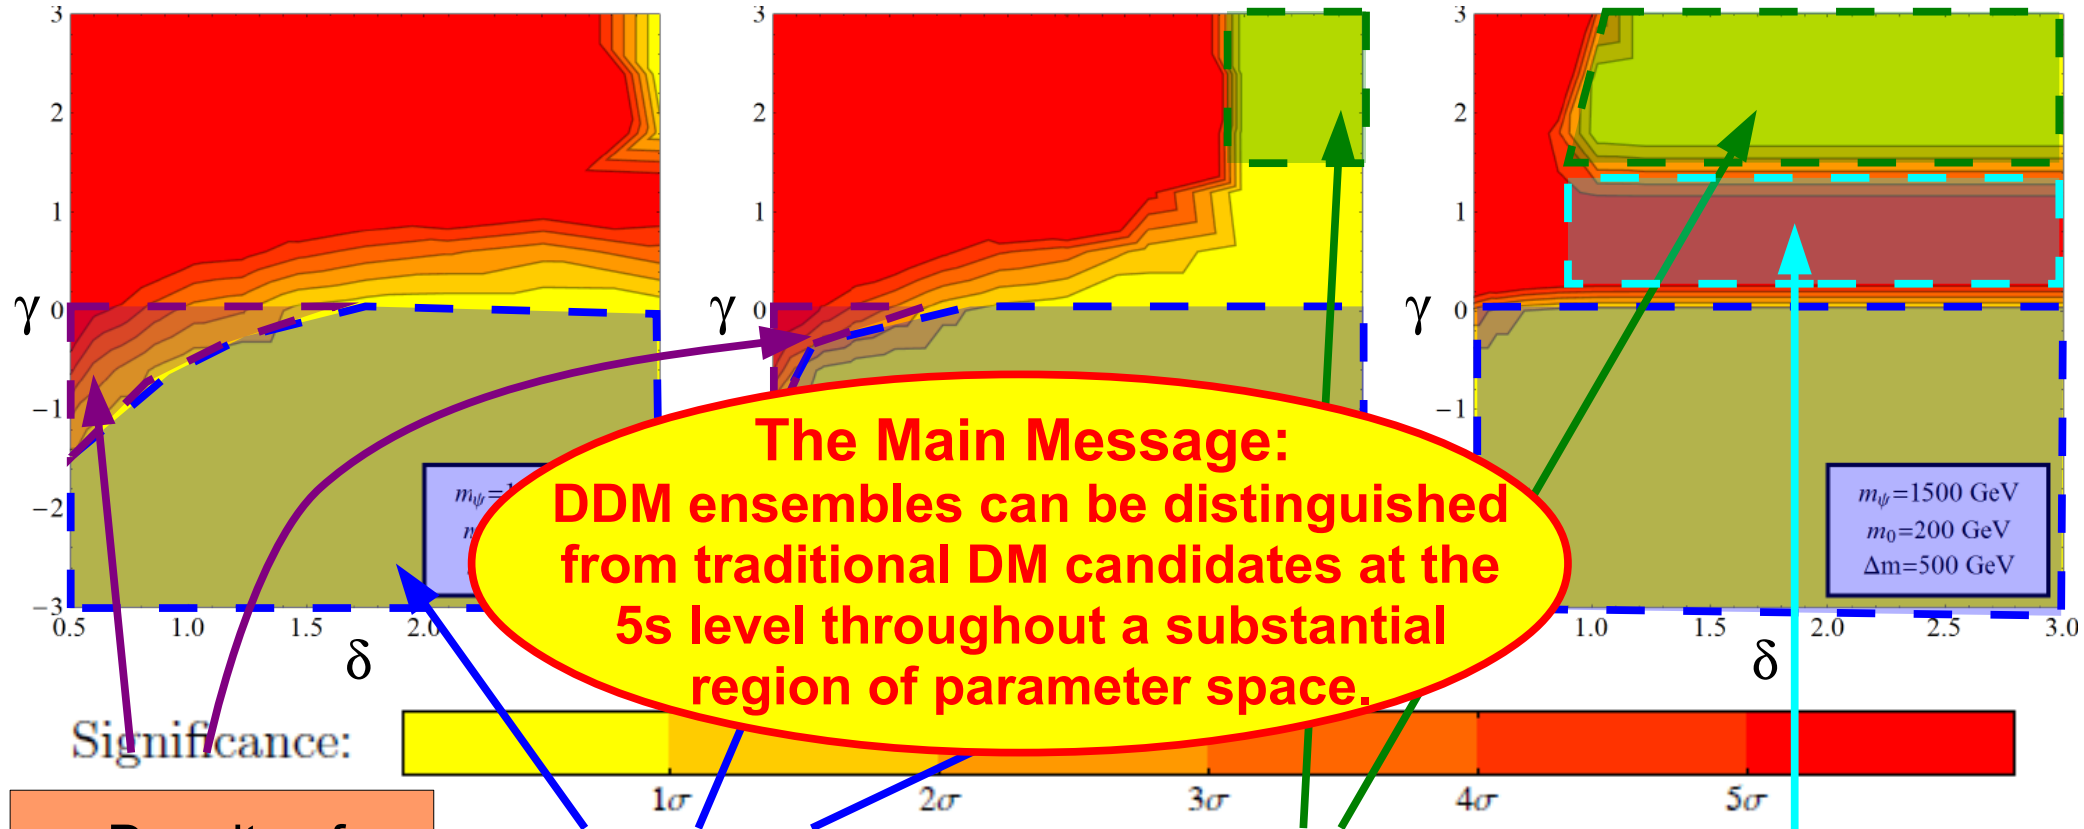 3
2
1
0
−1
−2
−3
γ
0.5
1.0
1.5
2.0
δ
3
2
1
0
γ
3
2
1
0
−1
γ
1.0
1.5
2.0
2.5
3.0
δ
mψ=1500 GeV
m0=200 GeV
Δm=500 GeV
The Main Message:
DDM ensembles can be distinguished
from traditional DM candidates at the
5s level throughout a substantial
region of parameter space.
Significance:
1σ
2σ
3σ
4σ
5σ